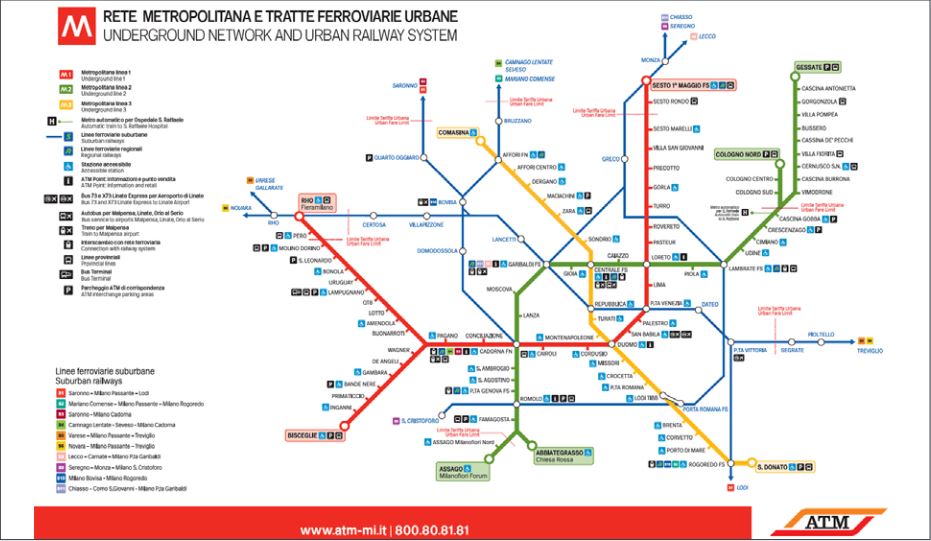 M
RETE METROPOLITANA E TRATTE FERROVIARIE URBANE
UNDERGROUND NETWORK AND URBAN RAILWAY SYSTEM
M1 Metropolitana linea 1
Underground line 1
M2 Metropolitana linea 2
Underground line 2
M3 Metropolitana linea 3
Underground line 3
H Metro automatico per Ospedale S. Raffaele
Automatic train to S. Raffaele Hospital
Linee ferroviarie suburbane
Suburban railways
Linee ferroviarie regionali
Regional railways
Stazione accessibile
Accessible station
ATM Point: informazioni e punto vendita
ATM Point: information and retail
Bus 73 e X73 Linate Express per Aeroporto di Linate
Bus 73 and X73 Linate Express to Linate Airport
Autobus per Malpensa, Linate, Orio al Serio
Bus service to airports Malpensa, Linate, Orio al Serio
Treno per Malpensa
Train to Malpensa airport
Interscambio con rete ferroviaria
Connection with railway system
Linee provinciali
Provincial lines
Bus Terminal
Bus Terminal
P Parcheggio ATM di corrispondenza
ATM interchange parking areas
Linee ferroviarie suburbane
Suburban railways
S1 Saronno - Milano Passante - Lodi
S2 Mariano Comense - Milano Passante - Milano Rogoredo
S3 Saronno - Milano Cadorna
S4 Camnago Lentate - Seveso - Milano Cadorna
S5 Varese - Milano Passante - Treviglio
S6 Novara - Milano Passante - Treviglio
S8 Lecco - Carnate - Milano P.ta Garibaldi
S9 Seregno - Monza - Milano S. Cristoforo
S10 Milano Bovisa - Milano Rogoredo
S11 Chiasso - Como S.Giovanni - Milano P.ta Garibaldi
CHIASSO
SEREGNO
LECCO
MONZA
CAMNAGO LENTATE
SEVESO
MARIANO COMENSE
SARONNO
Limite Tariffa Urbana
Urban Fare Limit
BRUZZANO
COMASINA
QUARTO OGGIARO
AFFORI FN
AFFORI CENTRO
DERGANO
MACIACHINI
ZARA
SONDRIO
GRECO
SESTO 1° MAGGIO FS
SESTO RONDO
SESTO MARELLI
VILLA SAN GIOVANNI
PRECOTTO
GORLA
TURRO
ROVERETO
PASTEUR
LORETO
LIMA
P.TA VENEZIA
PALESTRO
SAN BABILA
DUOMO
GESSATE
CASCINA ANTONIETTA
GORGONZOLA
VILLA POMPEA
BUSSERO
CASSINA DE' PECCHI
VILLA FIORITA
CERNUSCO S.N.
CASCINA BURRONA
VIMODRONE
COLOGNO NORD
COLOGNO CENTRO
COLOGNO SUD
Limite Tariffa Urbana
Urban Fare Limit
CASCINA GOBBA
CRESCENZAGO
CIMIANO
UDINE
LAMBRATE FS
PIOLA
VARESE
GALLARATE
NOVARA
RHO
RHO
Fieramilano
CERTOSA
VILLAPIZZONE
BOVISA
DOMODOSSOLA
LANCETTI
PERO
MOLINO DORINO
S. LEONARDO
BONOLA
URUGUAY
LAMPUGNANO
QT8
LOTTO
AMENDOLA
BUONARROTI
PAGANO
CONCILIAZIONE
CADORNA FN
CAIROLI
CORDUSIO
WAGNER
DE ANGELI
GAMBARA
BANDE NERE
PRIMATICCIO
INGANNI
BISCEGLIE
GARIBALDI FS
GIOIA
CENTRALE FS
CAIAZZO
MOSCOVA
LANZA
REPUBBLICA
TURATI
MONTENAPOLEONE
MISSORI
CROCETTA
P.TA ROMANA
LODI TIBB
PORTA ROMANA FS
BRENTA
CORVETTO
PORTO DI MARE
ROGOREDO FS
S. DONATO
LODI
DATEO
P.TA VITTORIA
SEGRATE
PIOLTELLO
TREVIGLIO
S. AMBROGIO
S. AGOSTINO
P.TA GENOVA FS
ROMOLO
FAMAGOSTA
S. CRISTOFORO
ASSAGO Milanofiori Nord
ASSAGO
Milanofiori Forum
ABBIATEGRASSO
Chiesa Rossa
www.atm-mi.it | 800.80.81.81
ATM